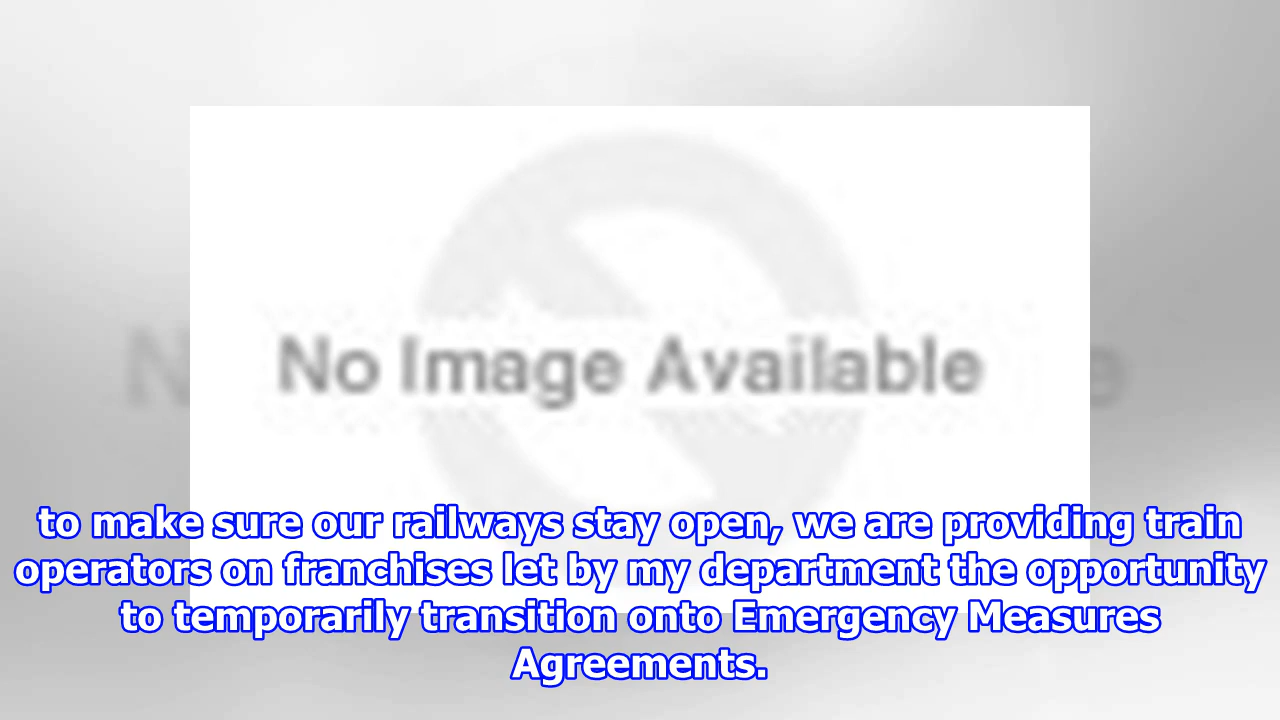 No Image Available
to make sure our railways stay open, we are providing train
operators on franchises let by my department the opportunity
to temporarily transition onto Emergency Measures
Agreements.